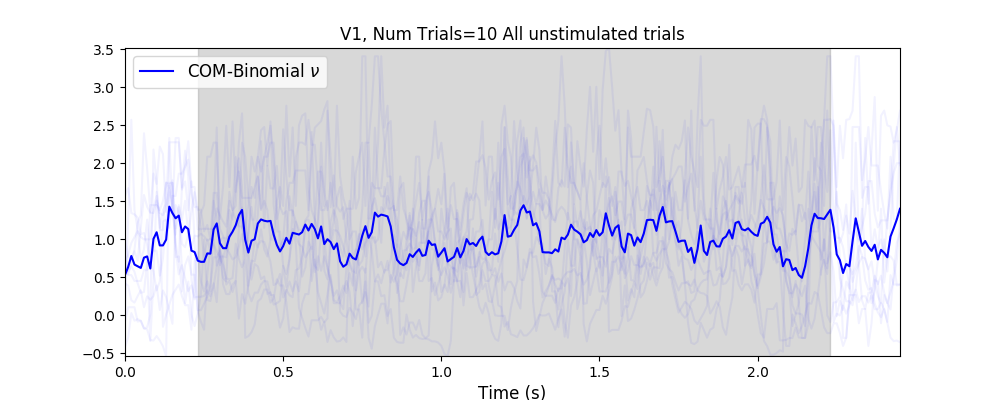 V1, Num Trials=10 All unstimulated trials
COM-Binomial ν
3.5
3.0
2.5
2.0
1.5
1.0
0.5
0.0
−0.5
0.0 0.5 1.0 1.5 2.0
Time (s)